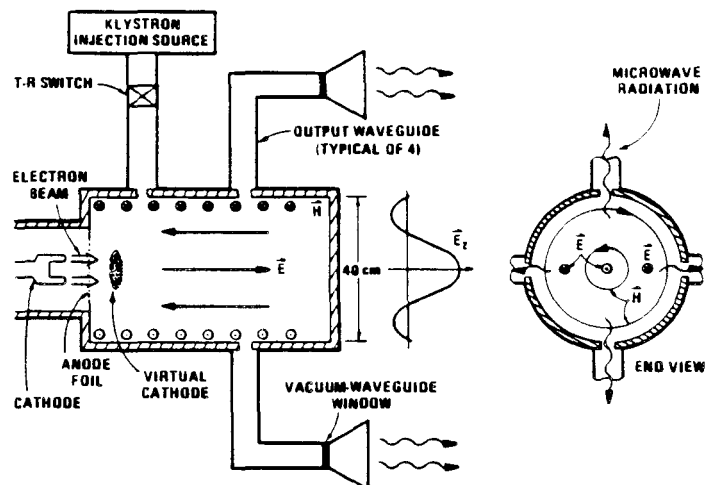 KLYSTRON
INJECTION SOURCE
T-R SWITCH
OUTPUT WAVEGUIDE
(TYPICAL OF 4)
ELECTRON
BEAM
H
E
40 cm
E_z
ANODE
FOIL
CATHODE
VIRTUAL
CATHODE
VACUUM-WAVEGUIDE
WINDOW
MICROWAVE
RADIATION
E
E
H
END VIEW